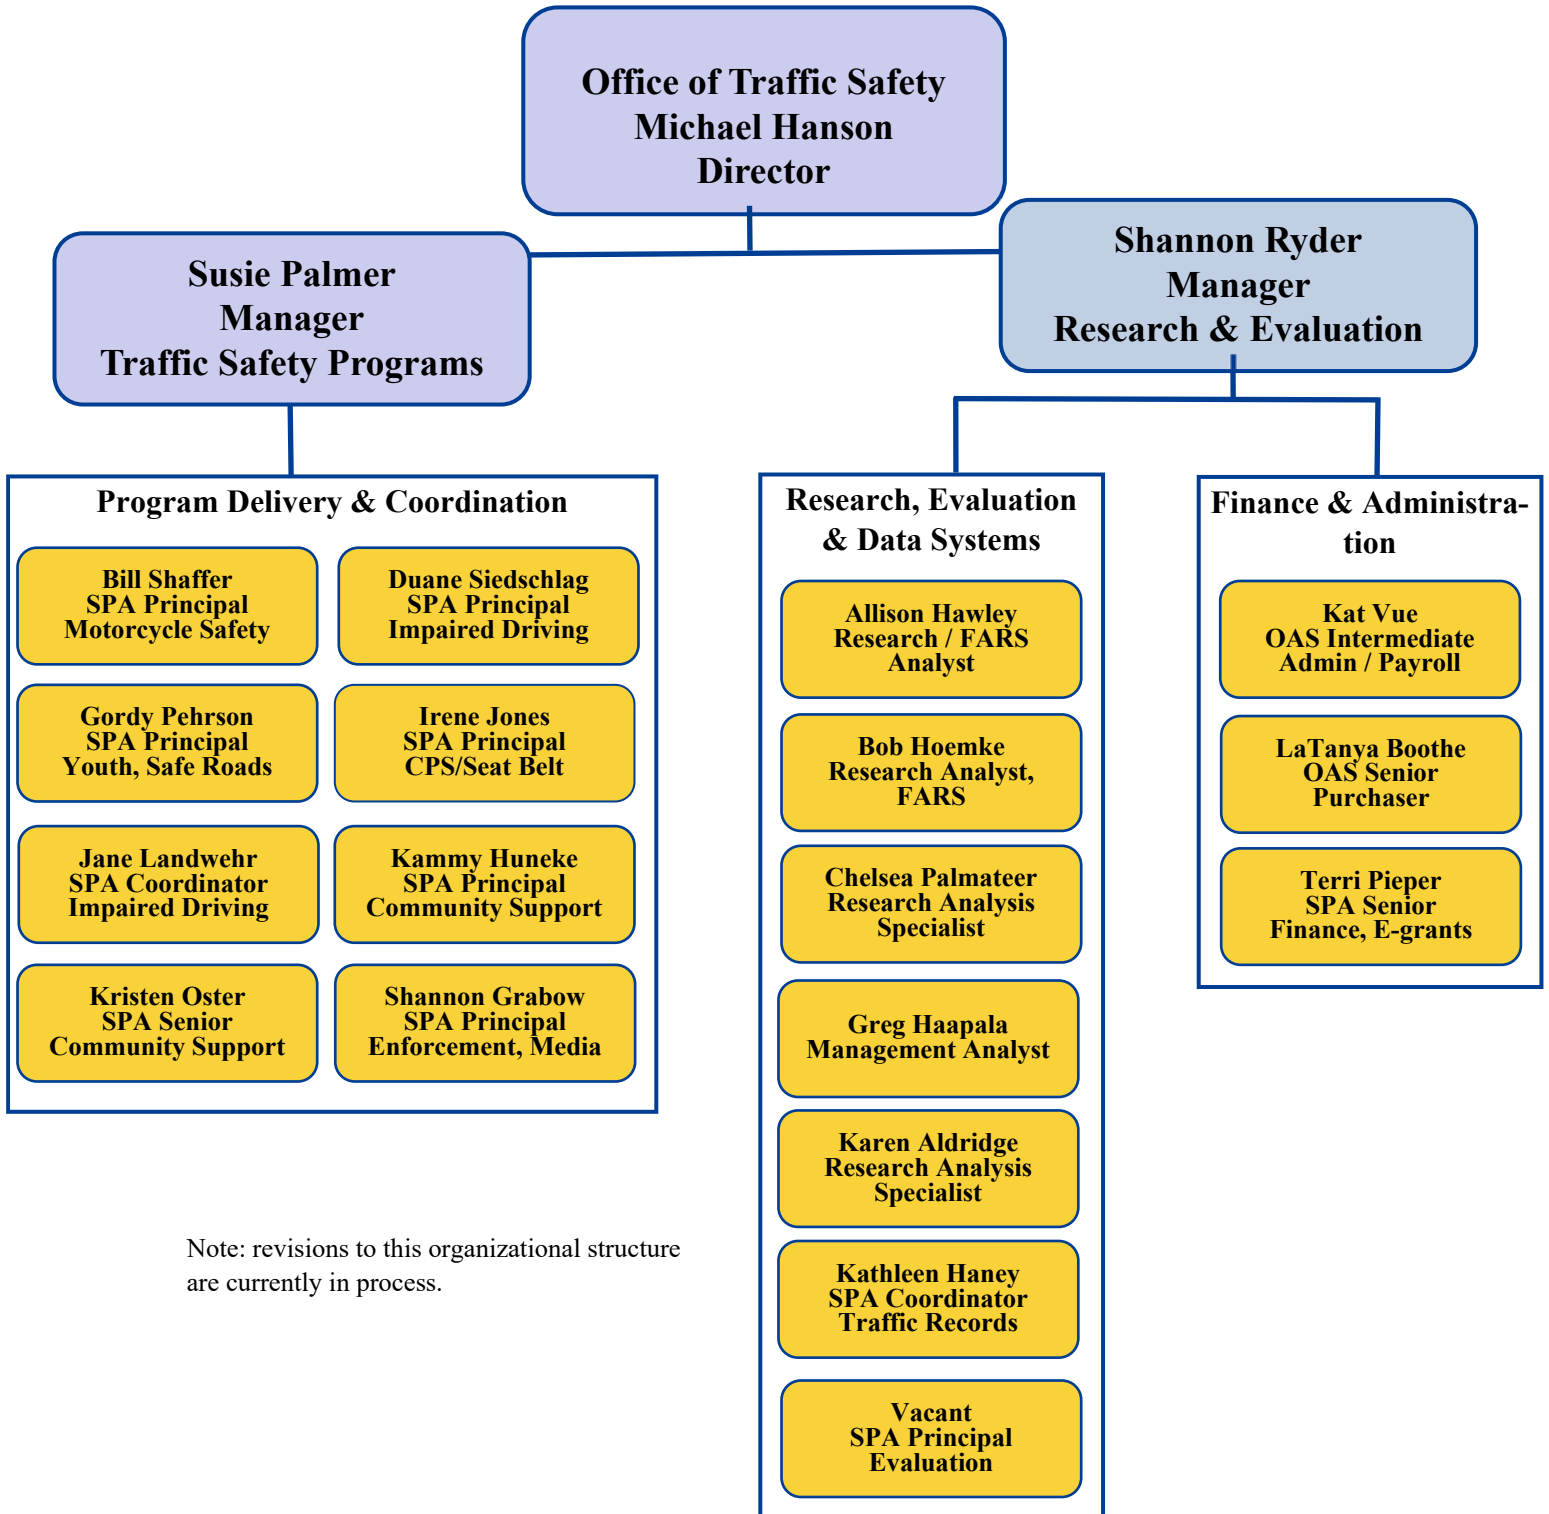 Office of Traffic Safety
Michael Hanson
Director
Susie Palmer
Manager
Traffic Safety Programs
Shannon Ryder
Manager
Research & Evaluation
Program Delivery & Coordination
Bill Shaffer
SPA Principal
Motorcycle Safety
Duane Siedschlag
SPA Principal
Impaired Driving
Gordy Pehrson
SPA Principal
Youth, Safe Roads
Irene Jones
SPA Principal
CPS/Seat Belt
Jane Landwehr
SPA Coordinator
Impaired Driving
Kammy Huneke
SPA Principal
Community Support
Kristen Oster
SPA Senior
Community Support
Shannon Grabow
SPA Principal
Enforcement, Media
Research, Evaluation
& Data Systems
Allison Hawley
Research / FARS
Analyst
Bob Hoemke
Research Analyst,
FARS
Chelsea Palmateer
Research Analysis
Specialist
Greg Haapala
Management Analyst
Karen Aldridge
Research Analysis
Specialist
Kathleen Haney
SPA Coordinator
Traffic Records
Vacant
SPA Principal
Evaluation
Finance & Administra-
tion
Kat Vue
OAS Intermediate
Admin / Payroll
LaTanya Boothe
OAS Senior
Purchaser
Terri Pieper
SPA Senior
Finance, E-grants
Note: revisions to this organizational structure
are currently in process.